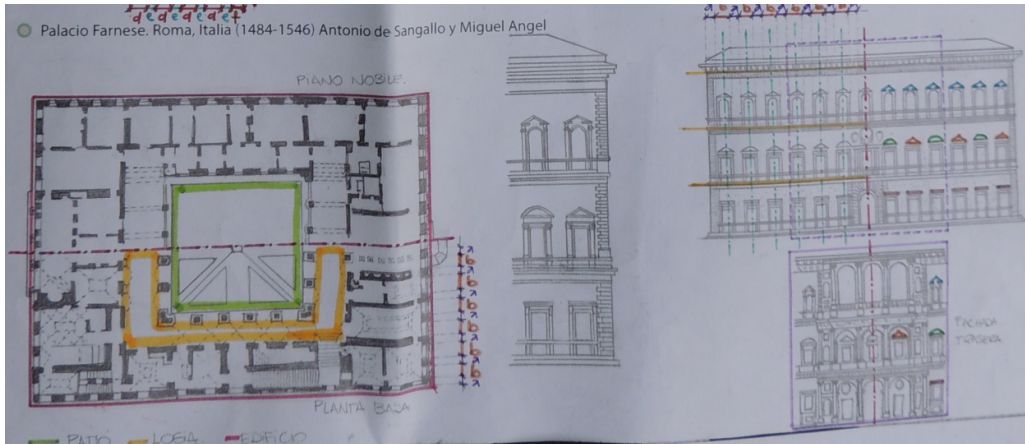 d e d e d e d e f
Palacio Farnese. Roma, Italia (1484-1546) Antonio de Sangallo y Miguel Angel
PIANO NOBILE.
PLANTA BAJA
FACHADA
TRASERA
PATIO LOGIA EDIFICIO